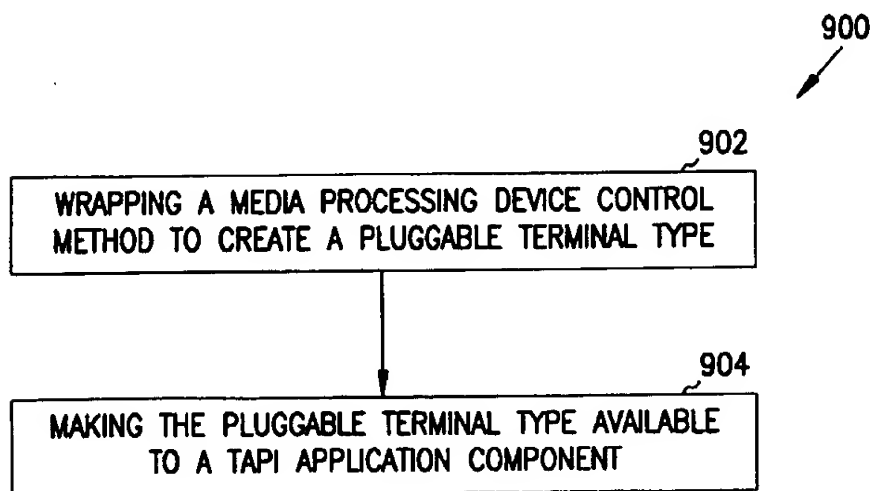 900
902
WRAPPING A MEDIA PROCESSING DEVICE CONTROL
METHOD TO CREATE A PLUGGABLE TERMINAL TYPE
904
MAKING THE PLUGGABLE TERMINAL TYPE AVAILABLE
TO A TAPI APPLICATION COMPONENT